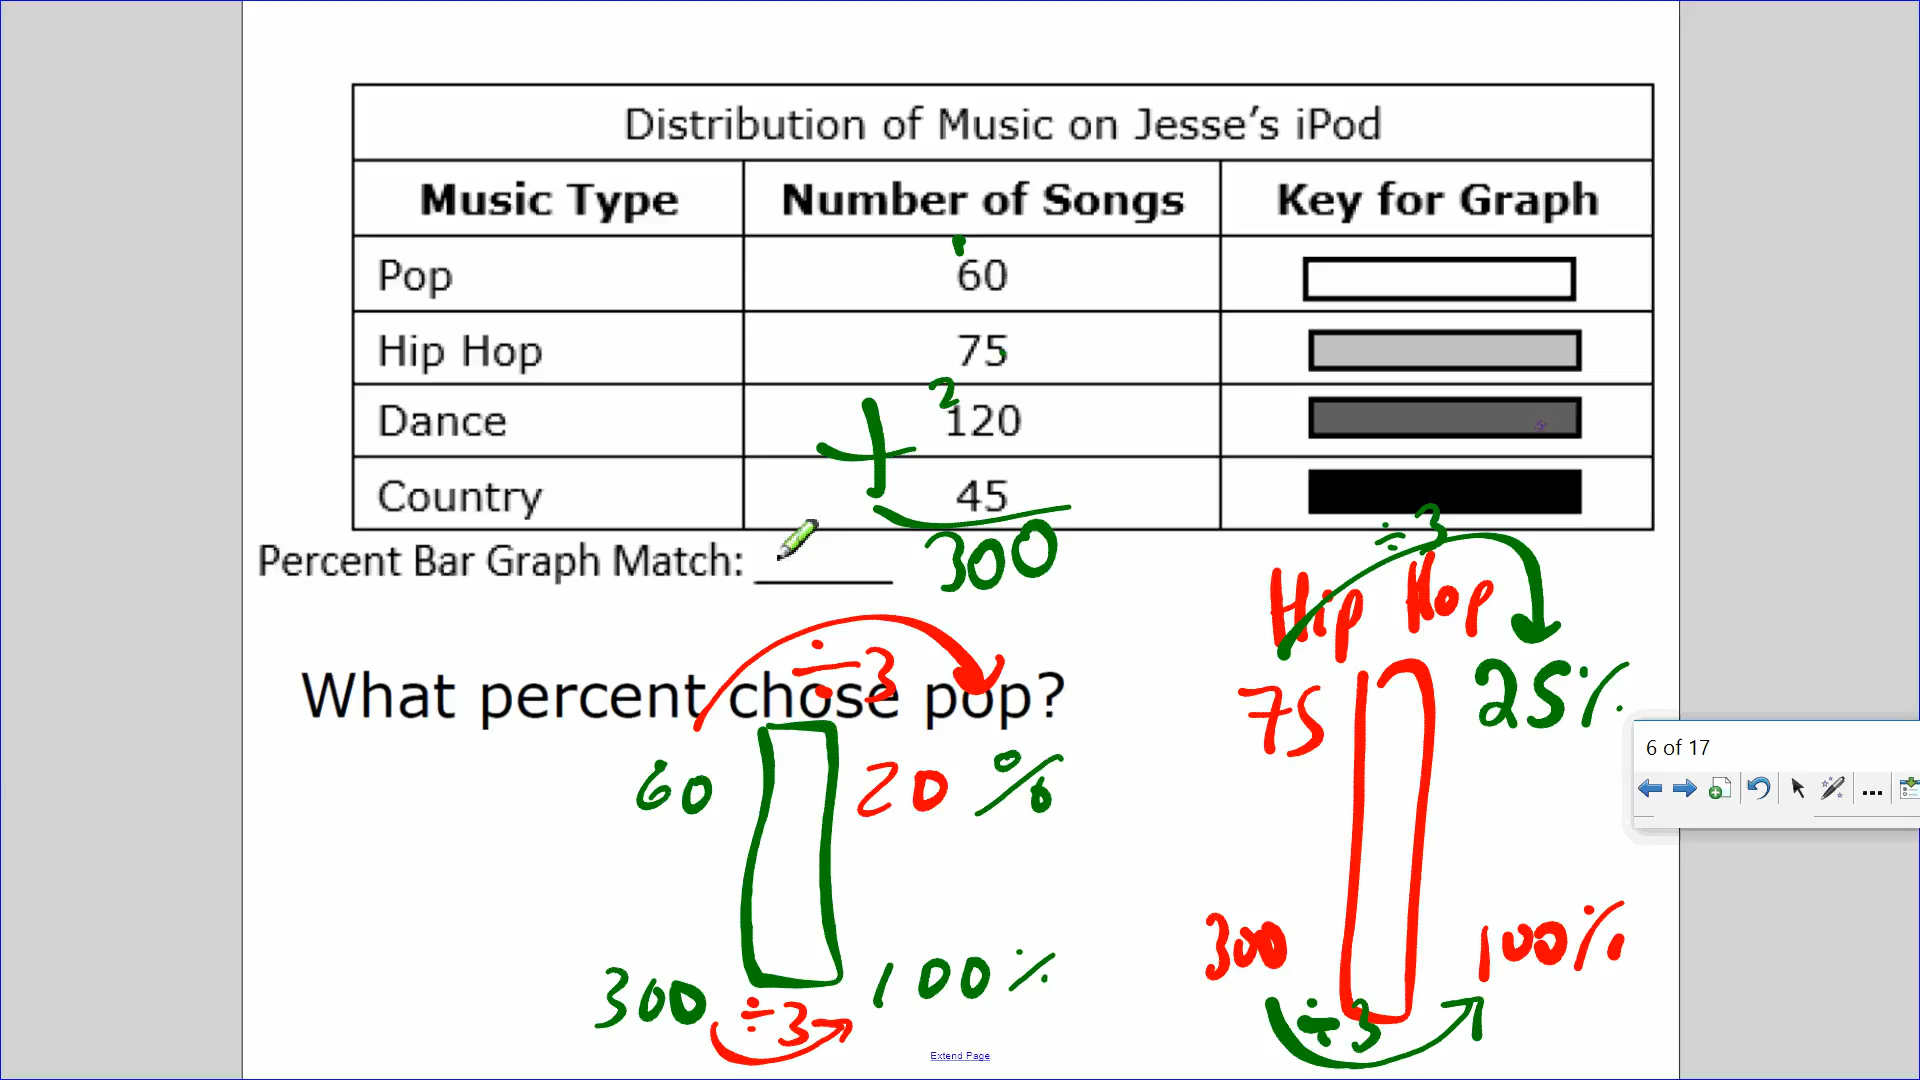 Distribution of Music on Jesse's iPod
Music Type Number of Songs Key for Graph
Pop 60
Hip Hop 75
Dance 2 120
+
Country 45
Percent Bar Graph Match: _______ 300
÷3
Hip Hop
÷3
What percent chose pop?
75 25%
60 20 %
6 of 17
300 100%
300 100%
÷3 ÷3
Extend Page